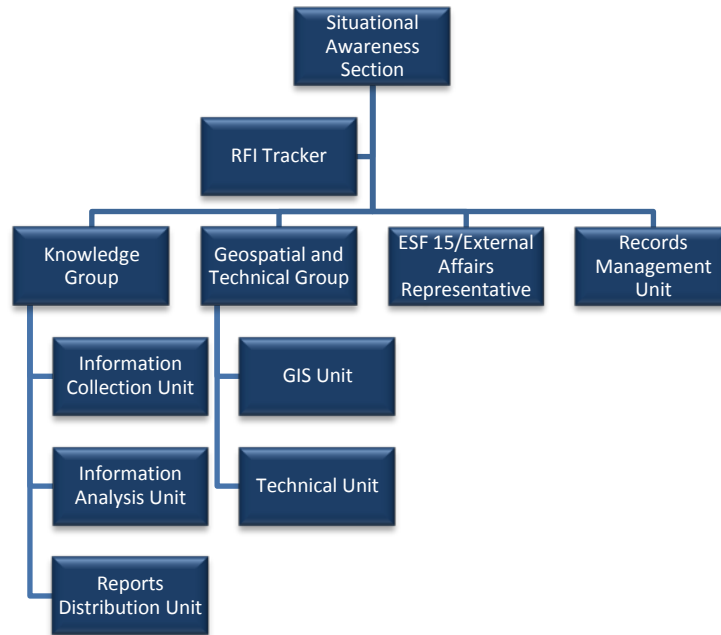 Situational
Awareness
Section
RFI Tracker
Knowledge
Group
Geospatial and
Technical Group
ESF 15/External
Affairs
Representative
Records
Management
Unit
Information
Collection Unit
GIS Unit
Information
Analysis Unit
Technical Unit
Reports
Distribution Unit